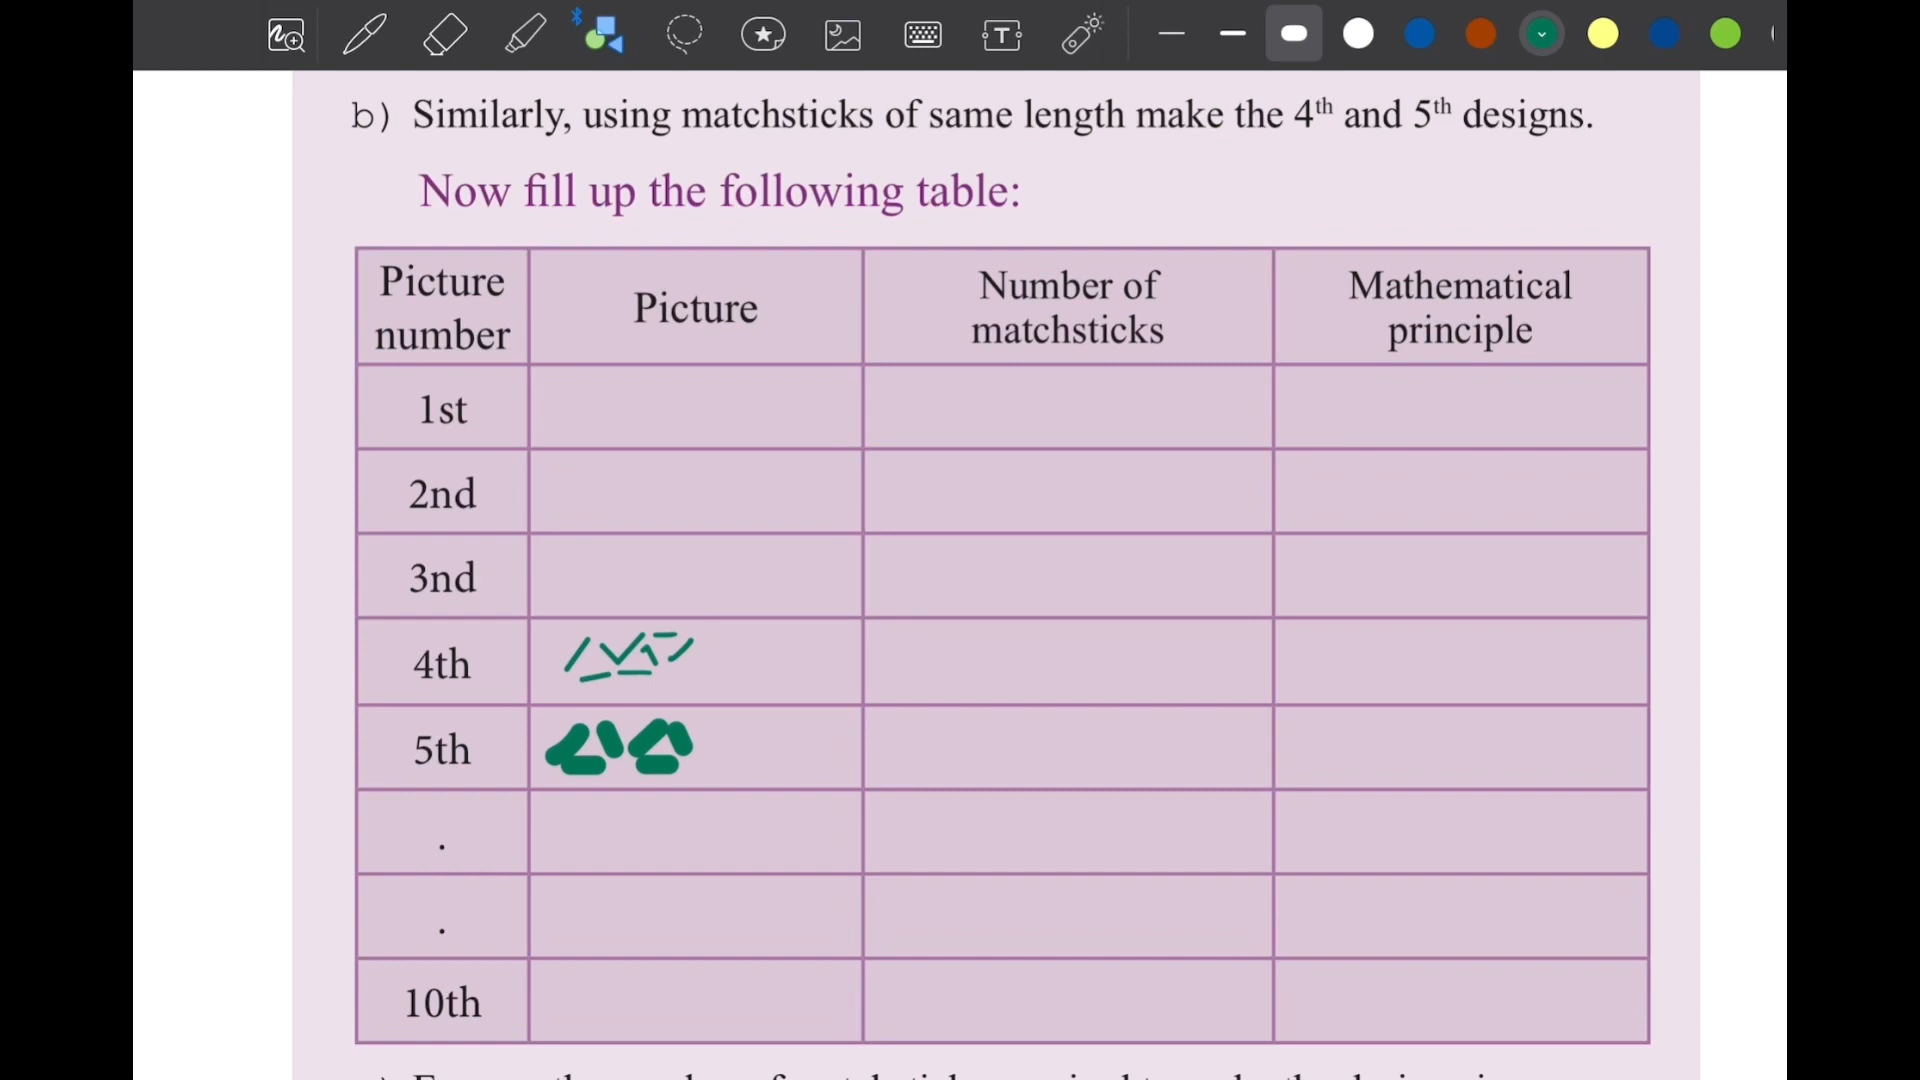 b) Similarly, using matchsticks of same length make the 4th and 5th designs.
Now fill up the following table:
Picture number
Picture
Number of matchsticks
Mathematical principle
1st
2nd
3nd
4th
5th
.
.
10th